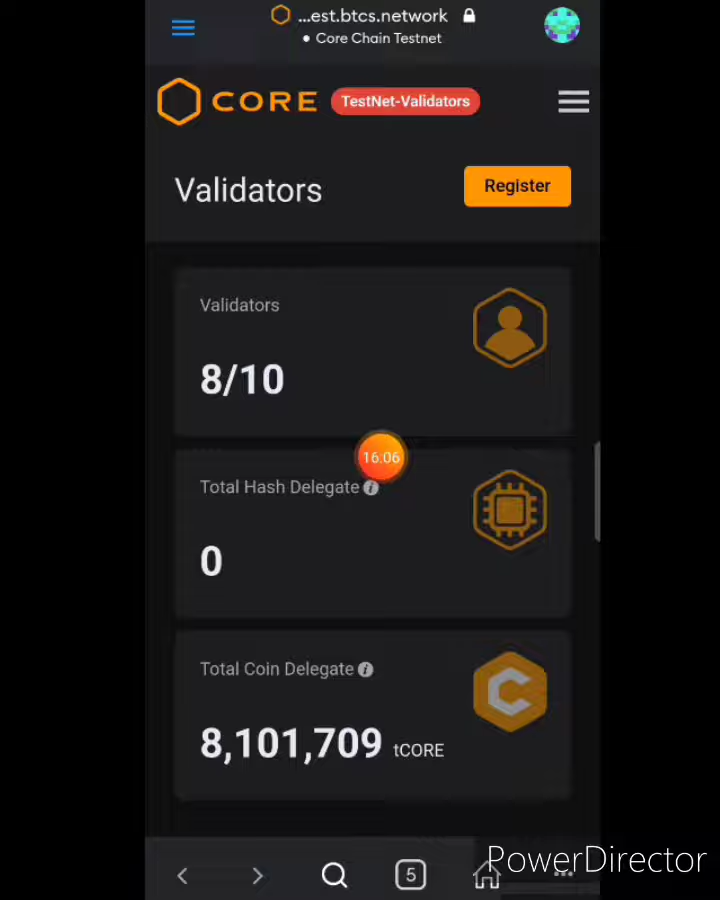 ...est.btcs.network
Core Chain Testnet
CORE
TestNet-Validators
Validators
Register
Validators
8/10
16:06
Total Hash Delegate
0
Total Coin Delegate
8,101,709 tCORE
5
PowerDirector